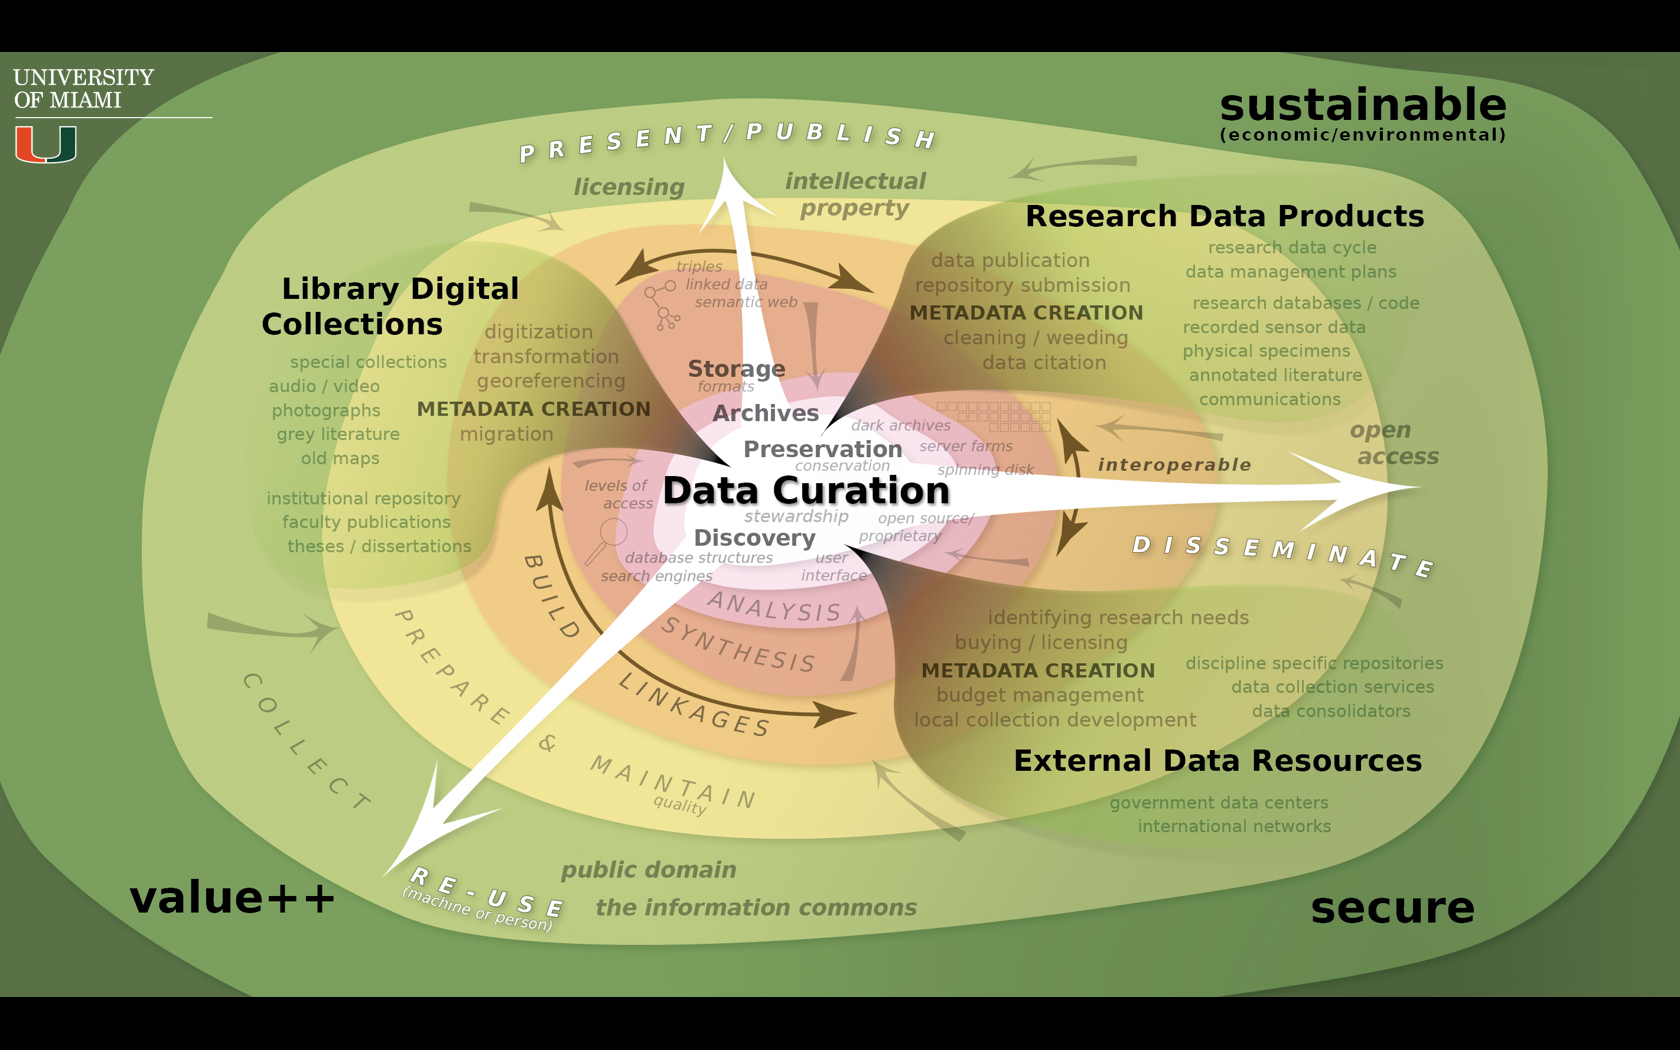 UNIVERSITY
OF MIAMI
sustainable
(economic/environmental)
PRESENT/PUBLISH
licensing
intellectual
property
Research Data Products
research data cycle
data management plans
research databases / code
recorded sensor data
physical specimens
annotated literature
communications
data publication
repository submission
METADATA CREATION
cleaning / weeding
data citation
Library Digital
Collections
special collections
audio / video
photographs
grey literature
old maps
institutional repository
faculty publications
theses / dissertations
digitization
transformation
georeferencing
METADATA CREATION
migration
triples
linked data
semantic web
Storage
formats
Archives
Preservation
conservation
dark archives
server farms
spinning disk
Data Curation
stewardship
Discovery
levels of
access
database structures
search engines
open source/
proprietary
user
interface
interoperable
open
access
DISSEMINATE
ANALYSIS
SYNTHESIS
BUILD
LINKAGES
PREPARE & MAINTAIN
quality
COLLECT
identifying research needs
buying / licensing
METADATA CREATION
budget management
local collection development
discipline specific repositories
data collection services
data consolidators
External Data Resources
government data centers
international networks
value++
RE-USE
(machine or person)
public domain
the information commons
secure